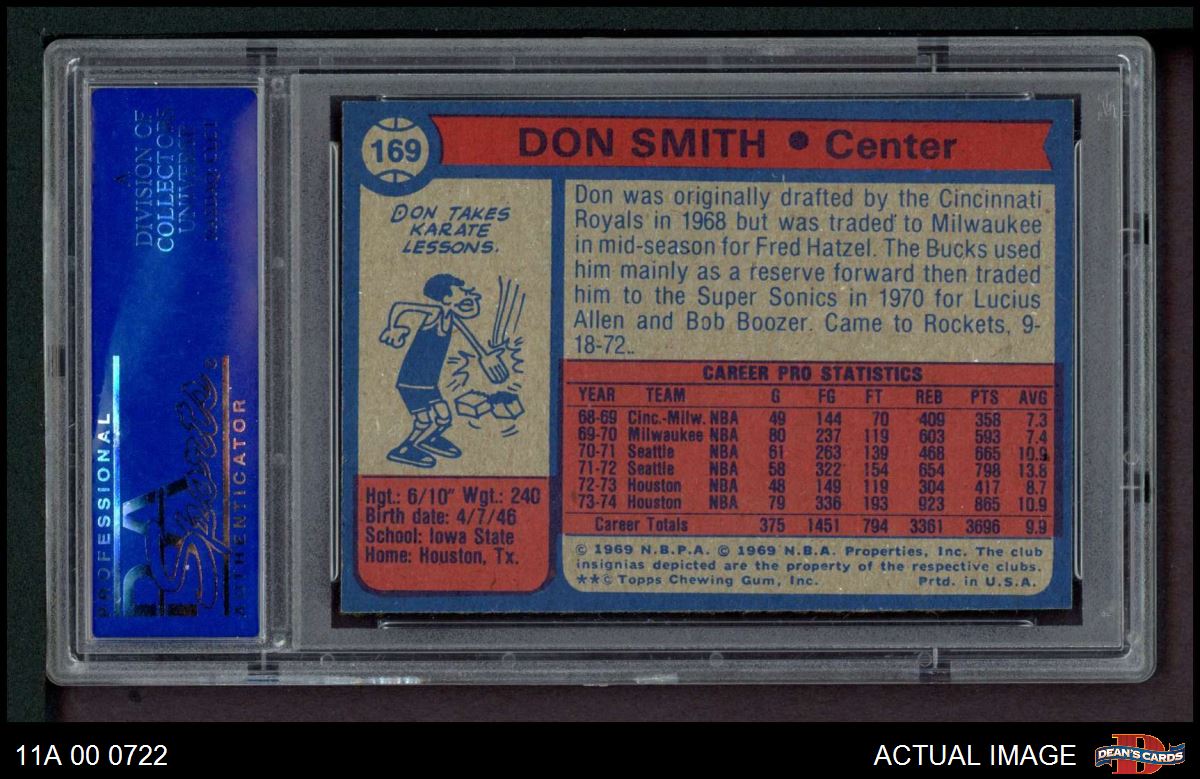 A
DIVISION OF
COLLECTORS
UNIVERSE
NASDAQ: CLCT
PROFESSIONAL
PSA
Sports
AUTHENTICATOR
169
DON SMITH • Center
DON TAKES
KARATE
LESSONS.
Don was originally drafted by the Cincinnati
Royals in 1968 but was traded to Milwaukee
in mid-season for Fred Hatzel. The Bucks used
him mainly as a reserve forward then traded
him to the Super Sonics in 1970 for Lucius
Allen and Bob Boozer. Came to Rockets, 9-
18-72..
Hgt.: 6/10" Wgt.: 240
Birth date: 4/7/46
School: Iowa State
Home: Houston, Tx.
CAREER PRO STATISTICS
YEAR TEAM G FG FT REB PTS AVG
68-69 Cinc.-Milw. NBA 49 144 70 409 358 7.3
69-70 Milwaukee NBA 80 237 119 603 593 7.4
70-71 Seattle NBA 61 263 139 468 665 10.9
71-72 Seattle NBA 58 322 154 654 798 13.8
72-73 Houston NBA 48 149 119 304 417 8.7
73-74 Houston NBA 79 336 193 923 865 10.9
Career Totals 375 1451 794 3361 3696 9.9
© 1969 N.B.P.A. © 1969 N.B.A. Properties, Inc. The club
insignias depicted are the property of the respective clubs.
**© Topps Chewing Gum, Inc. Prtd. in U.S.A.
11A 00 0722
ACTUAL IMAGE
DEAN'S CARDS